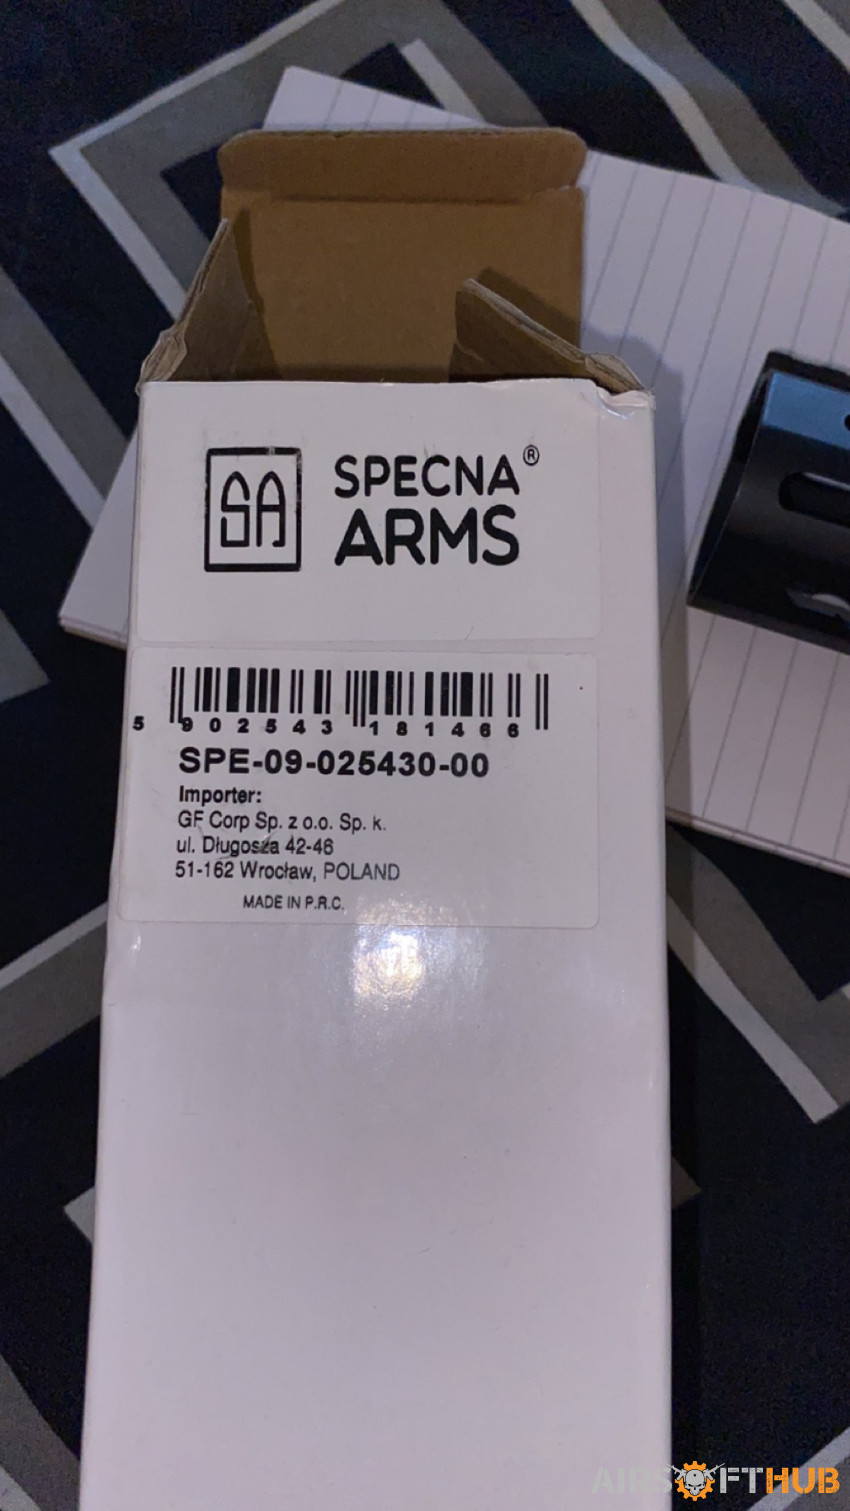 SA
SPECNA®
ARMS
5 902543 181466
SPE-09-025430-00
Importer:
GF Corp Sp. z o.o. Sp. k.
ul. Długosza 42-46
51-162 Wrocław, POLAND
MADE IN P.R.C.
AIRSOFTHUB